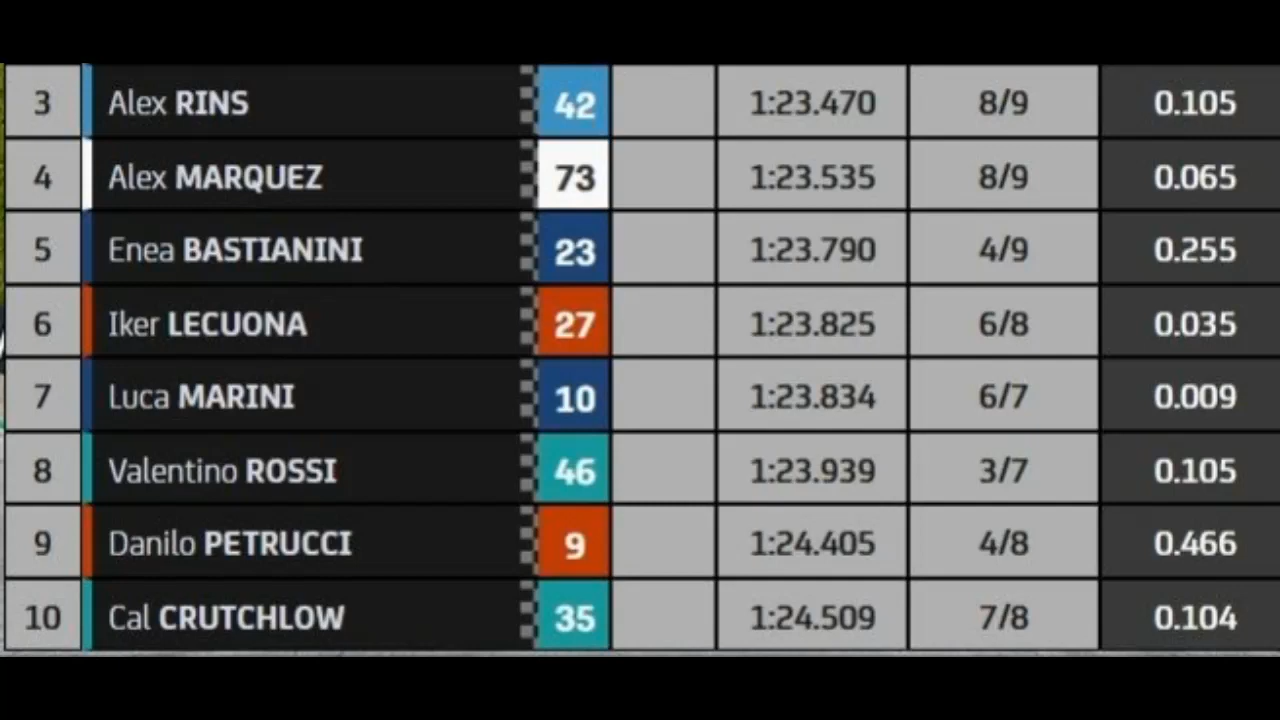 3 Alex RINS 42 1:23.470 8/9 0.105
4 Alex MARQUEZ 73 1:23.535 8/9 0.065
5 Enea BASTIANINI 23 1:23.790 4/9 0.255
6 Iker LECUONA 27 1:23.825 6/8 0.035
7 Luca MARINI 10 1:23.834 6/7 0.009
8 Valentino ROSSI 46 1:23.939 3/7 0.105
9 Danilo PETRUCCI 9 1:24.405 4/8 0.466
10 Cal CRUTCHLOW 35 1:24.509 7/8 0.104